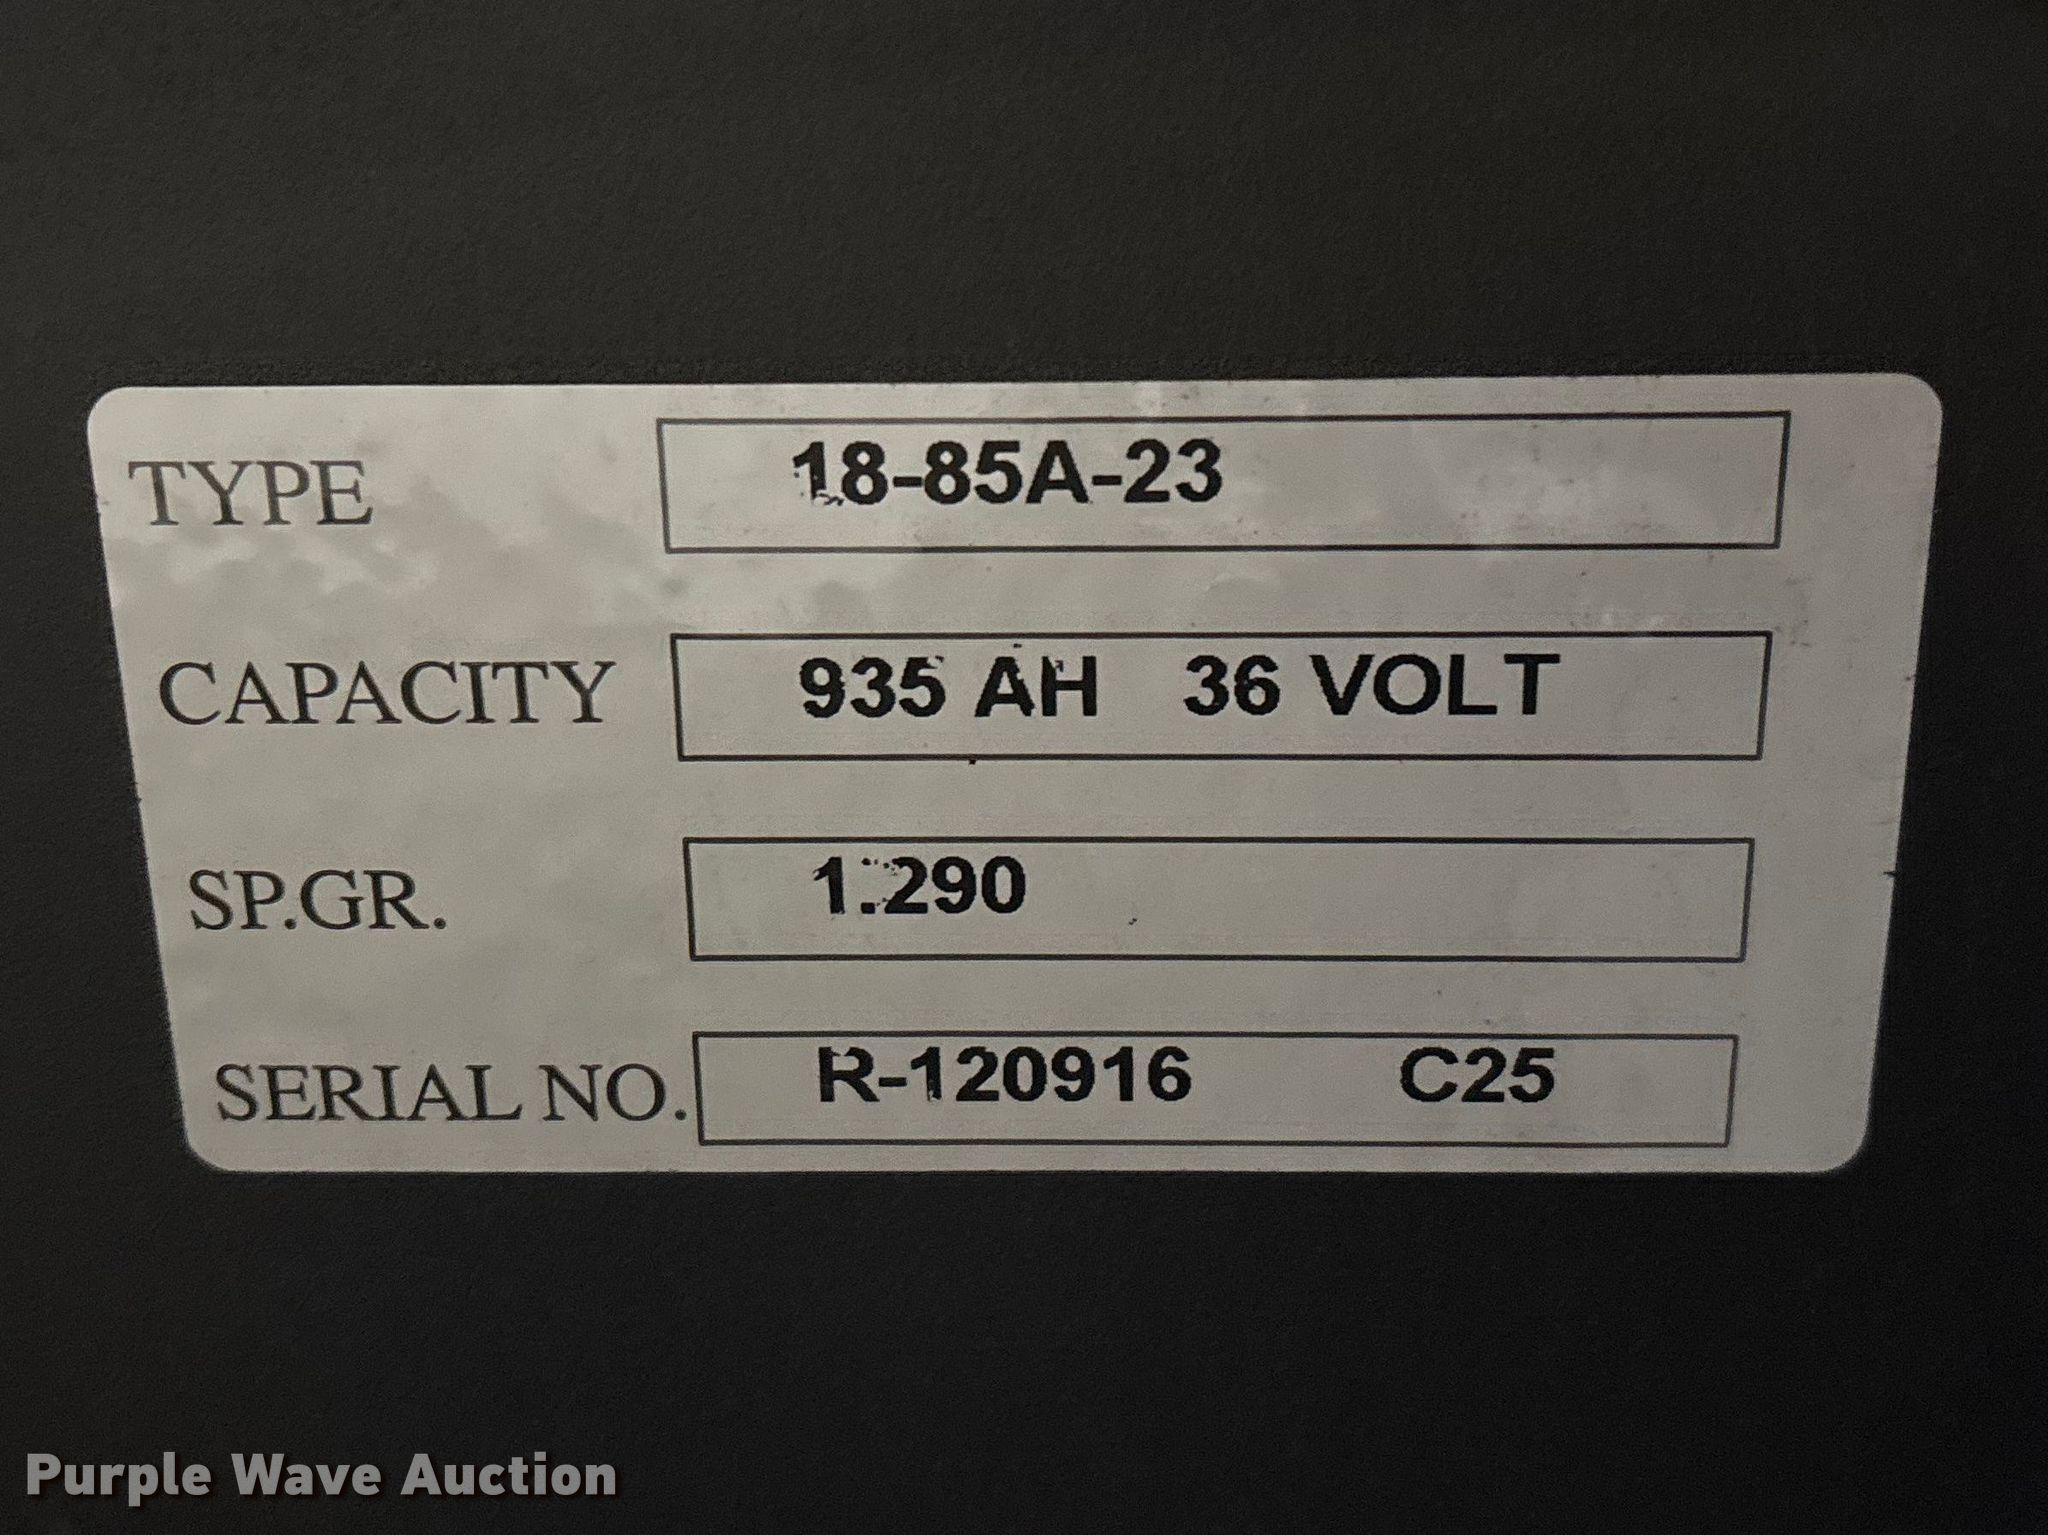 TYPE 18-85A-23
CAPACITY 935 AH 36 VOLT
SP.GR. 1.290
SERIAL NO. R-120916 C25
Purple Wave Auction